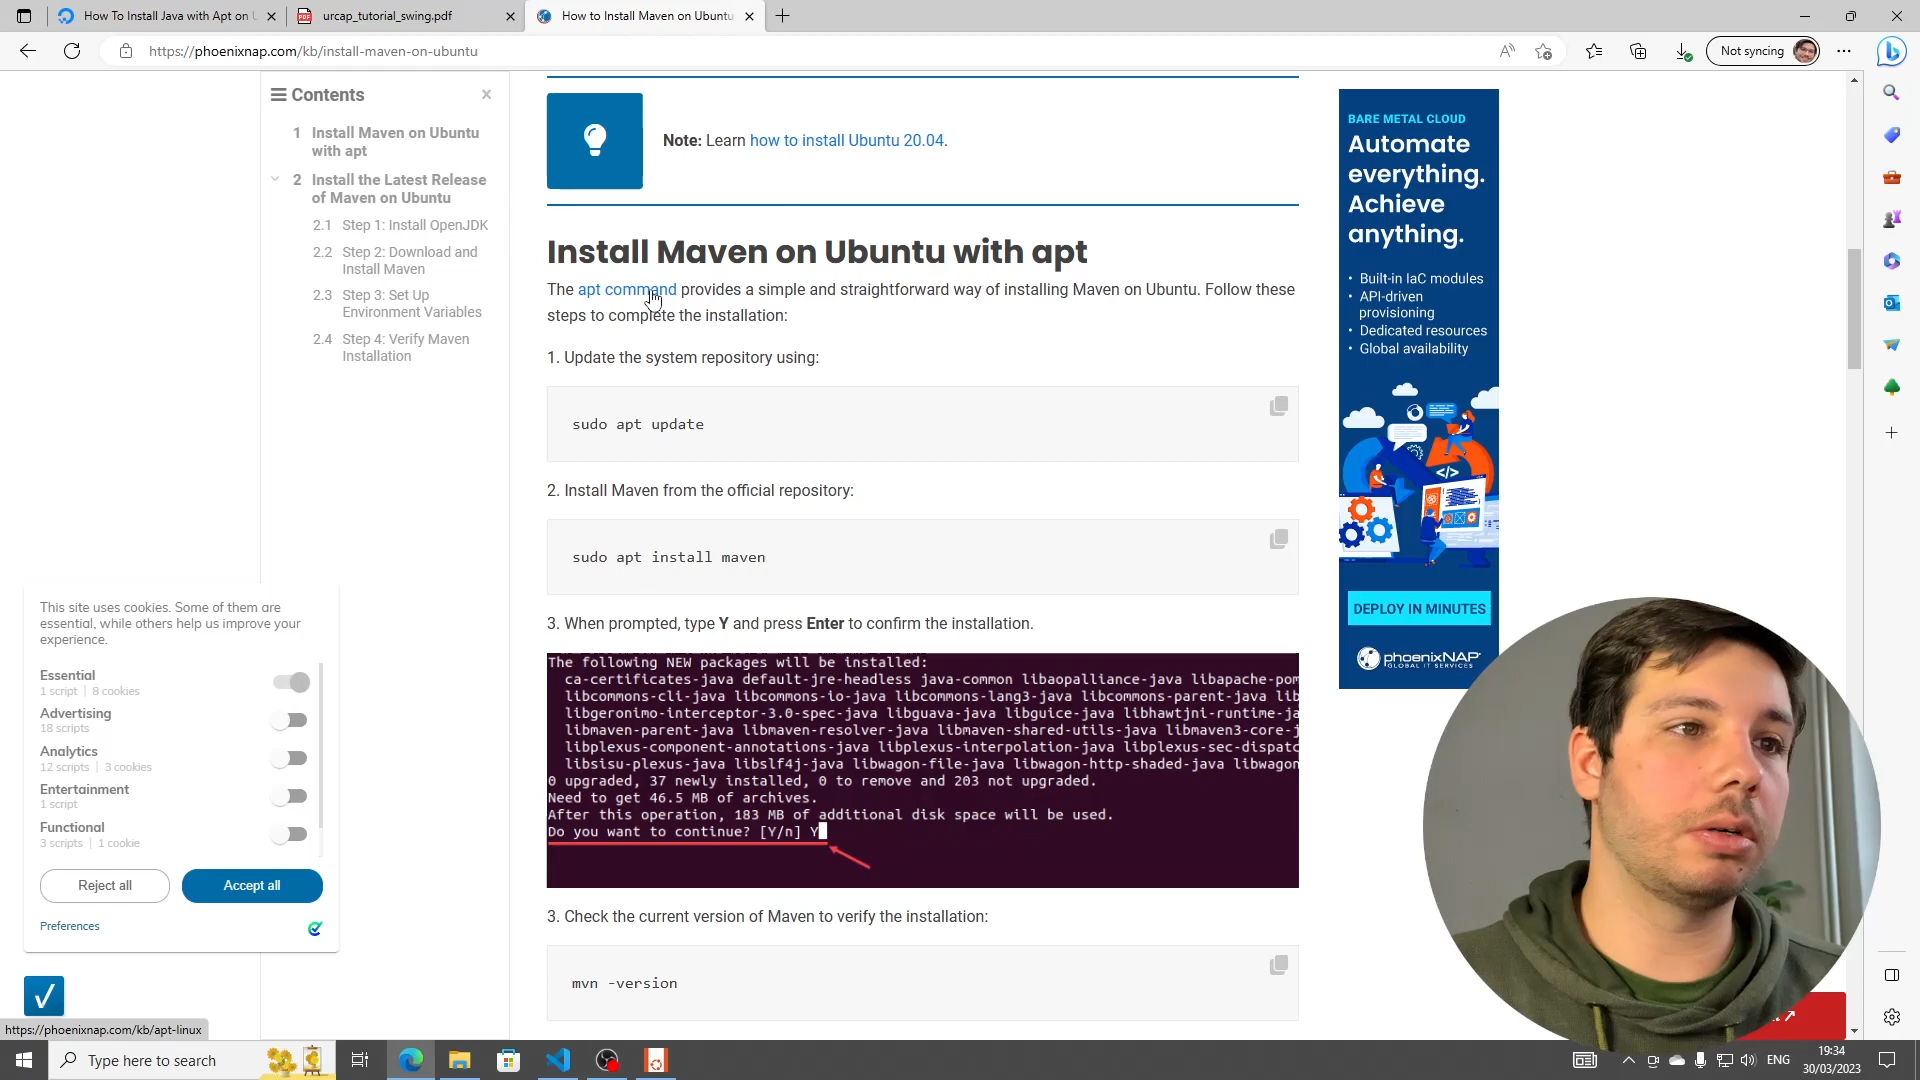 How To Install Java with Apt on U
urcap_tutorial_swing.pdf
How to Install Maven on Ubuntu
https://phoenixnap.com/kb/install-maven-on-ubuntu
Not syncing
Contents
1 Install Maven on Ubuntu
with apt
2 Install the Latest Release
of Maven on Ubuntu
2.1 Step 1: Install OpenJDK
2.2 Step 2: Download and
Install Maven
2.3 Step 3: Set Up
Environment Variables
2.4 Step 4: Verify Maven
Installation
Note: Learn how to install Ubuntu 20.04.
Install Maven on Ubuntu with apt
The apt command provides a simple and straightforward way of installing Maven on Ubuntu. Follow these
steps to complete the installation:
1. Update the system repository using:
sudo apt update
2. Install Maven from the official repository:
sudo apt install maven
3. When prompted, type Y and press Enter to confirm the installation.
The following NEW packages will be installed:
ca-certificates-java default-jre-headless java-common libaopalliance-java libapache-pom
libcommons-cli-java libcommons-io-java libcommons-lang3-java libcommons-parent-java lib
libgeronimo-interceptor-3.0-spec-java libguava-java libguice-java libhawtjni-runtime-ja
libmaven-parent-java libmaven-resolver-java libmaven-shared-utils-java libmaven3-core-j
libplexus-component-annotations-java libplexus-interpolation-java libplexus-sec-dispatc
libsisu-plexus-java libslf4j-java libwagon-file-java libwagon-http-shaded-java libwagon
0 upgraded, 37 newly installed, 0 to remove and 203 not upgraded.
Need to get 46.5 MB of archives.
After this operation, 183 MB of additional disk space will be used.
Do you want to continue? [Y/n] Y
3. Check the current version of Maven to verify the installation:
mvn -version
BARE METAL CLOUD
Automate
everything.
Achieve
anything.
• Built-in IaC modules
• API-driven
provisioning
• Dedicated resources
• Global availability
DEPLOY IN MINUTES
phoenixNAP
GLOBAL IT SERVICES
This site uses cookies. Some of them are
essential, while others help us improve your
experience.
Essential
1 script | 8 cookies
Advertising
18 scripts
Analytics
12 scripts | 3 cookies
Entertainment
1 script
Functional
3 scripts | 1 cookie
Reject all
Accept all
Preferences
https://phoenixnap.com/kb/apt-linux
Type here to search
ENG
19:34
30/03/2023